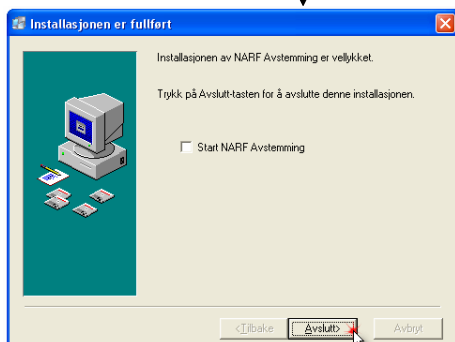 Installasjonen er fullført
Installasjonen av NARF Avstemming er vellykket.
Trykk på Avslutt-tasten for å avslutte denne installasjonen.
Start NARF Avstemming
<Tilbake Avslutt> Avbryt